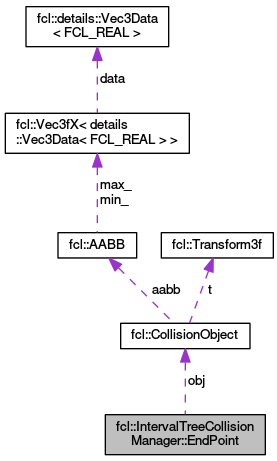 fcl::details::Vec3Data
< FCL_REAL >
data
fcl::Vec3fX< details
::Vec3Data< FCL_REAL > >
max_
min_
fcl::AABB
fcl::Transform3f
aabb
t
fcl::CollisionObject
obj
fcl::IntervalTreeCollision
Manager::EndPoint